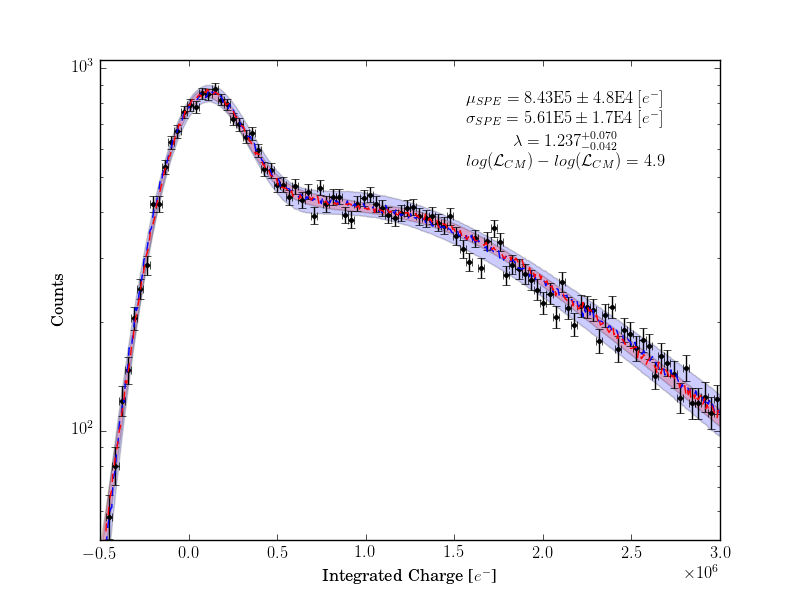 μ_SPE = 8.43E5 ± 4.8E4 [e⁻]
σ_SPE = 5.61E5 ± 1.7E4 [e⁻]
λ = 1.237^{+0.070}_{−0.042}
log(ℒ_CM) − log(ℒ_CM) = 4.9
10³
10²
Counts
−0.5 0.0 0.5 1.0 1.5 2.0 2.5 3.0
×10⁶
Integrated Charge [e⁻]